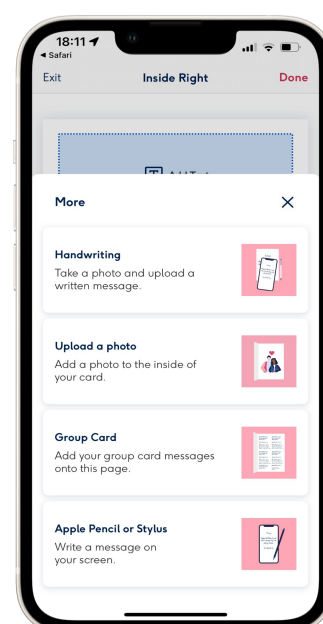 18:11
Safari
Exit Inside Right Done
More
Handwriting
Take a photo and upload a
written message.
Upload a photo
Add a photo to the inside of
your card.
Group Card
Add your group card messages
onto this page.
Apple Pencil or Stylus
Write a message on
your screen.